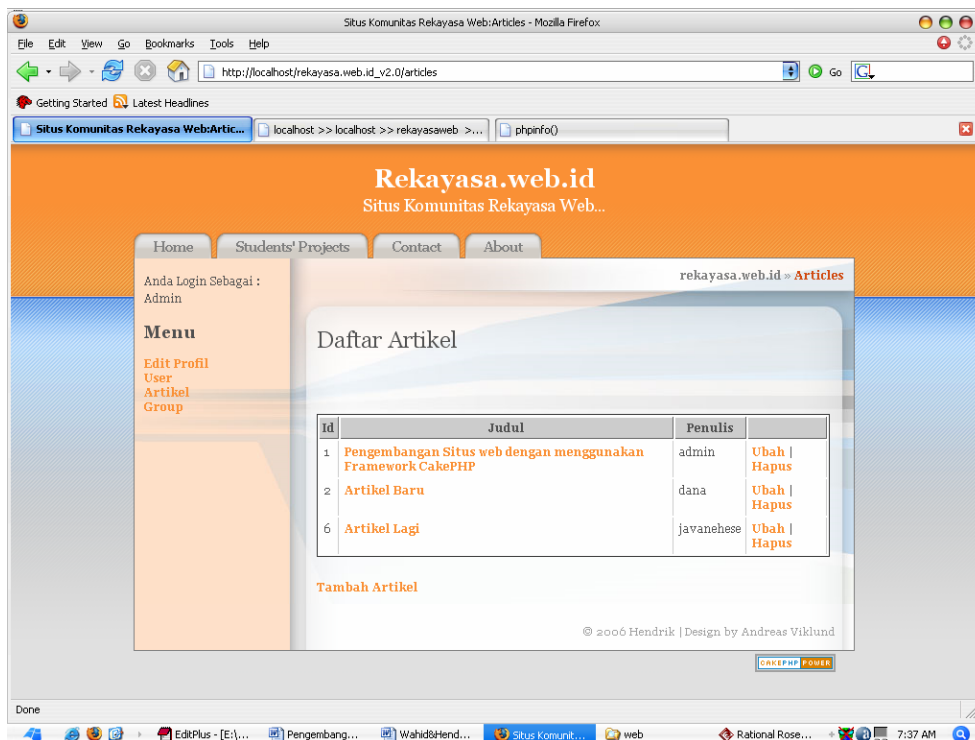 Situs Komunitas Rekayasa Web:Articles - Mozilla Firefox
File Edit View Go Bookmarks Tools Help
http://localhost/rekayasa.web.id_v2.0/articles
Go
G
Getting Started Latest Headlines
Situs Komunitas Rekayasa Web:Artic...
localhost >> localhost >> rekayasaweb >...
phpinfo()
Rekayasa.web.id
Situs Komunitas Rekayasa Web...
Home Students' Projects Contact About
rekayasa.web.id » Articles
Anda Login Sebagai :
Admin
Menu
Edit Profil
User
Artikel
Group
Daftar Artikel
Id Judul Penulis
1 Pengembangan Situs web dengan menggunakan admin Ubah |
Framework CakePHP Hapus
2 Artikel Baru dana Ubah |
Hapus
6 Artikel Lagi javanehese Ubah |
Hapus
Tambah Artikel
© 2006 Hendrik | Design by Andreas Viklund
CAKEPHP POWER
Done
EditPlus - [E:\... Pengembang... Wahid&Hend... Situs Komunit... web Rational Rose... 7:37 AM